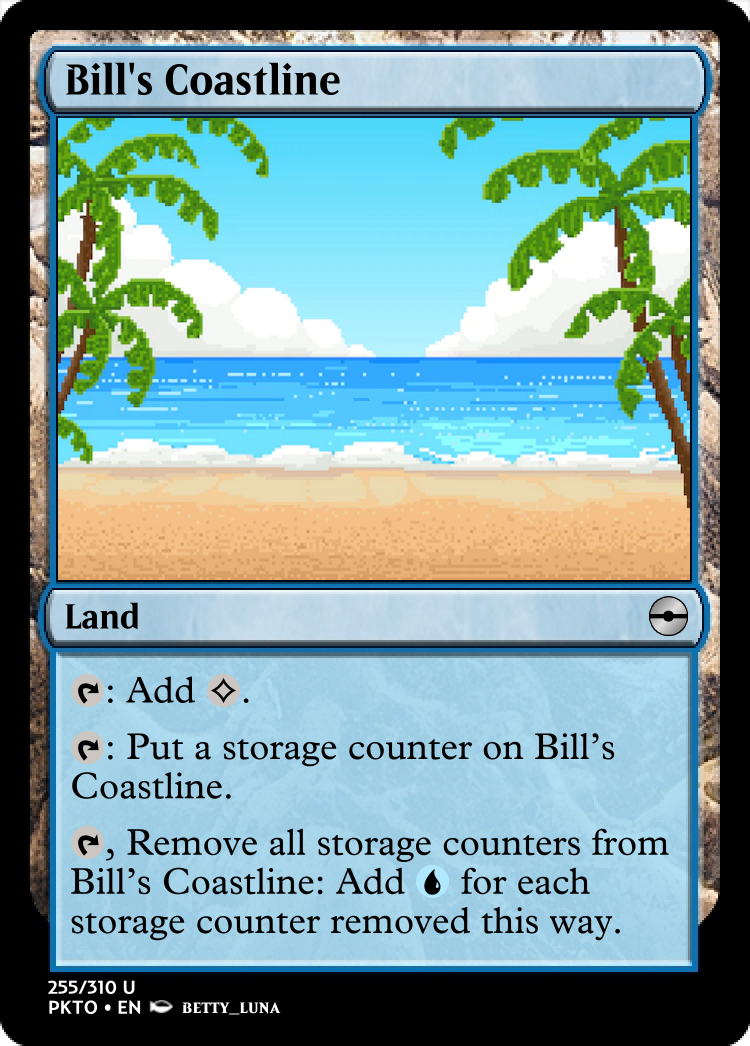 Bill's Coastline
Land
: Add .
: Put a storage counter on Bill's
Coastline.
, Remove all storage counters from
Bill's Coastline: Add for each
storage counter removed this way.
255/310 U
PKTO • EN BETTY_LUNA